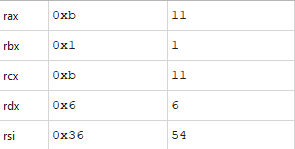 rax 0xb 11
rbx 0x1 1
rcx 0xb 11
rdx 0x6 6
rsi 0x36 54